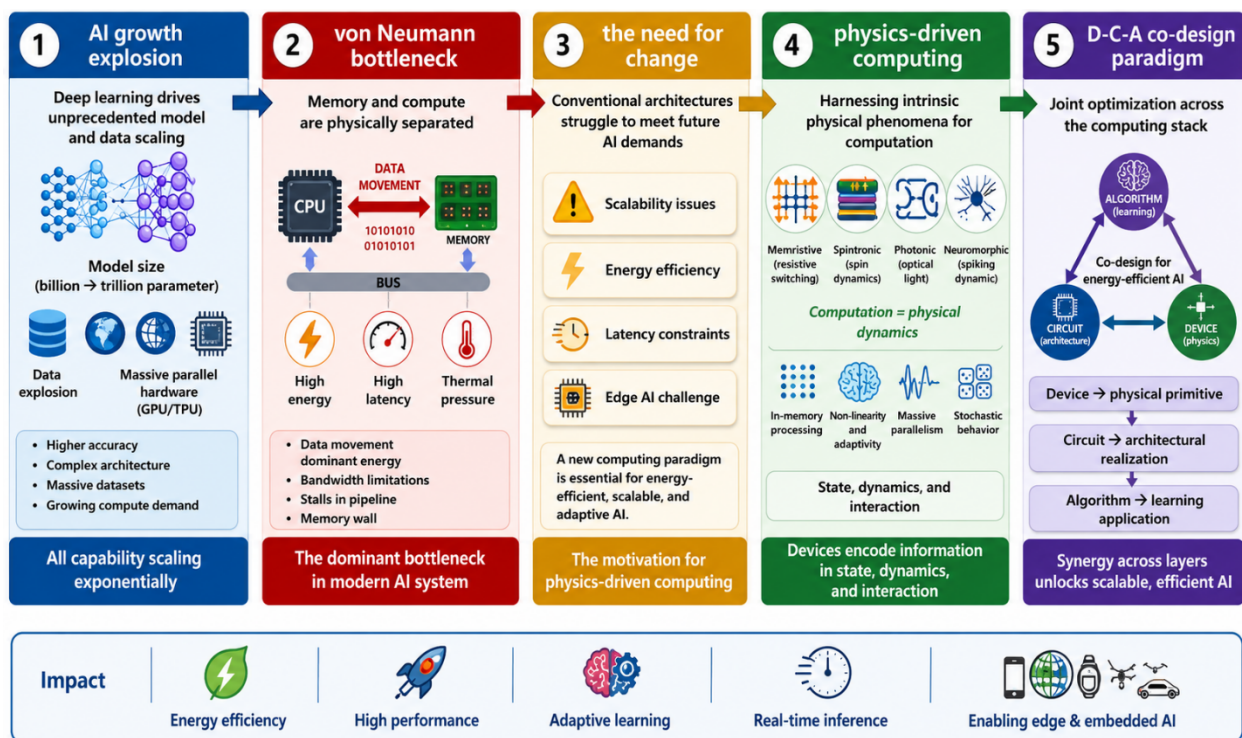 1
AI growth
explosion
Deep learning drives
unprecedented model
and data scaling
Model size
(billion → trillion parameter)
Data
explosion
Massive parallel
hardware
(GPU/TPU)
• Higher accuracy
• Complex architecture
• Massive datasets
• Growing compute demand
All capability scaling
exponentially
2
von Neumann
bottleneck
Memory and compute
are physically separated
CPU
DATA
MOVEMENT
10101010
01010101
MEMORY
BUS
High
energy
High
latency
Thermal
pressure
• Data movement
dominant energy
• Bandwidth limitations
• Stalls in pipeline
• Memory wall
The dominant bottleneck
in modern AI system
3
the need for
change
Conventional architectures
struggle to meet future
AI demands
Scalability issues
Energy efficiency
Latency constraints
Edge AI challenge
A new computing paradigm
is essential for energy-
efficient, scalable, and
adaptive AI.
The motivation for
physics-driven computing
4
physics-driven
computing
Harnessing intrinsic
physical phenomena for
computation
Memristive
(resistive
switching)
Spintronic
(spin
dynamics)
Photonic
(optical
light)
Neuromorphic
(spiking
dynamic)
Computation = physical
dynamics
In-memory
processing
Non-linearity
and
adaptivity
Massive
parallelism
Stochastic
behavior
State, dynamics, and
interaction
Devices encode information
in state, dynamics,
and interaction
5
D-C-A co-design
paradigm
Joint optimization across
the computing stack
ALGORITHM
(learning)
Co-design for
energy-efficient AI
CIRCUIT
(architecture)
DEVICE
(physics)
Device → physical primitive
Circuit → architectural
realization
Algorithm → learning
application
Synergy across layers
unlocks scalable, efficient AI
Impact
Energy efficiency
High performance
Adaptive learning
Real-time inference
Enabling edge & embedded AI